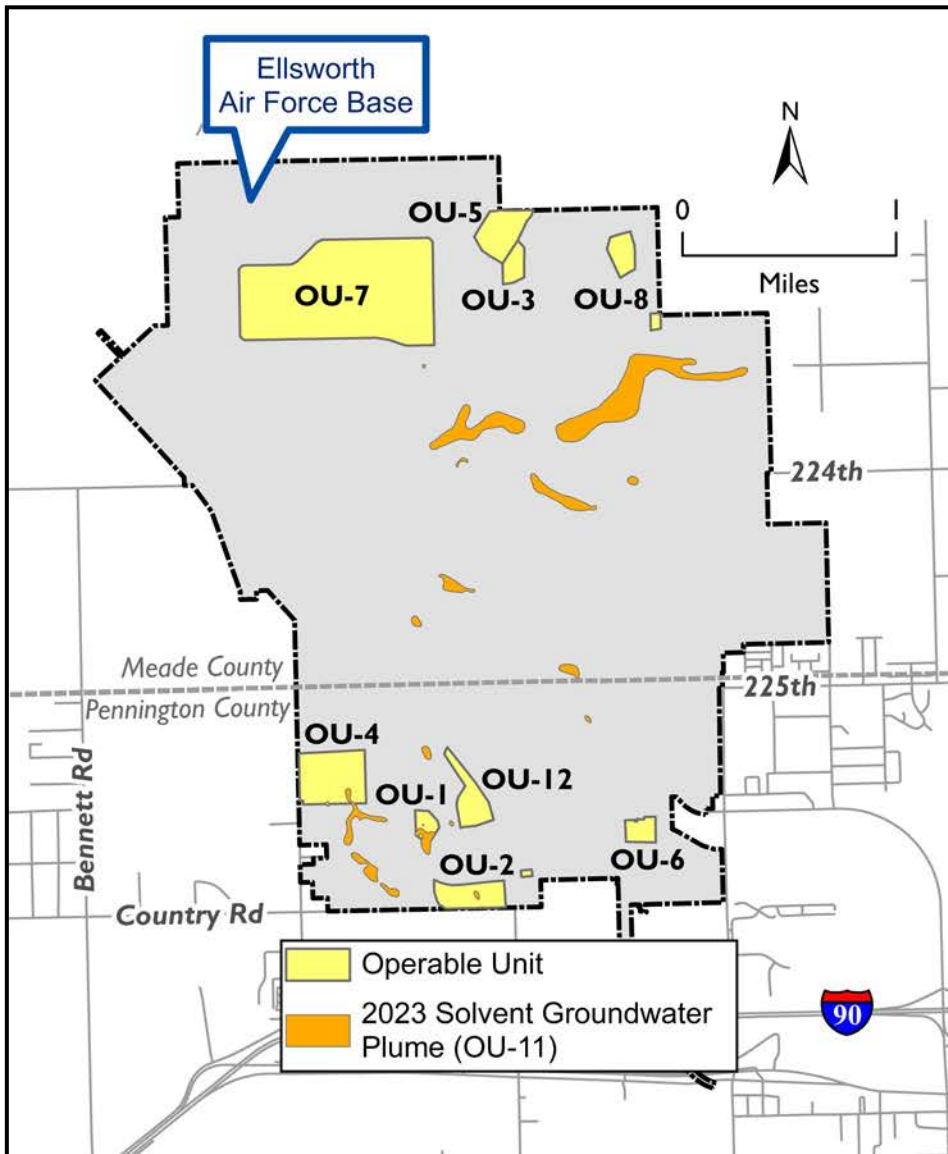 Ellsworth
Air Force Base
N
0 1
Miles
OU-5
OU-7
OU-3
OU-8
224th
Meade County
225th
Pennington County
OU-4
OU-12
OU-1
Bennett Rd
OU-6
OU-2
Country Rd
Operable Unit
2023 Solvent Groundwater
Plume (OU-11)
90